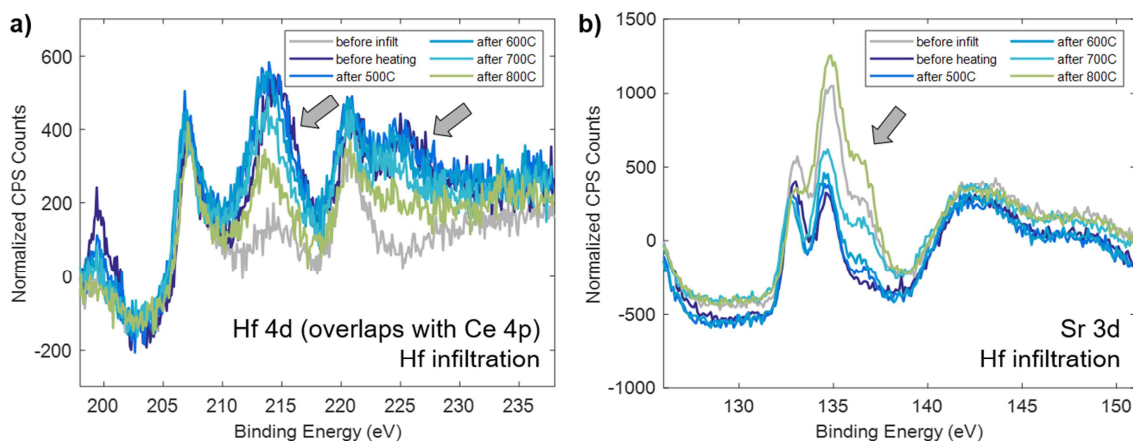 a)
before infilt
before heating
after 500C
after 600C
after 700C
after 800C
600
400
200
0
-200
Normalized CPS Counts
200 205 210 215 220 225 230 235
Binding Energy (eV)
Hf 4d (overlaps with Ce 4p)
Hf infiltration
b)
before infilt
before heating
after 500C
after 600C
after 700C
after 800C
1500
1000
500
0
-500
-1000
Normalized CPS Counts
130 135 140 145 150
Binding Energy (eV)
Sr 3d
Hf infiltration